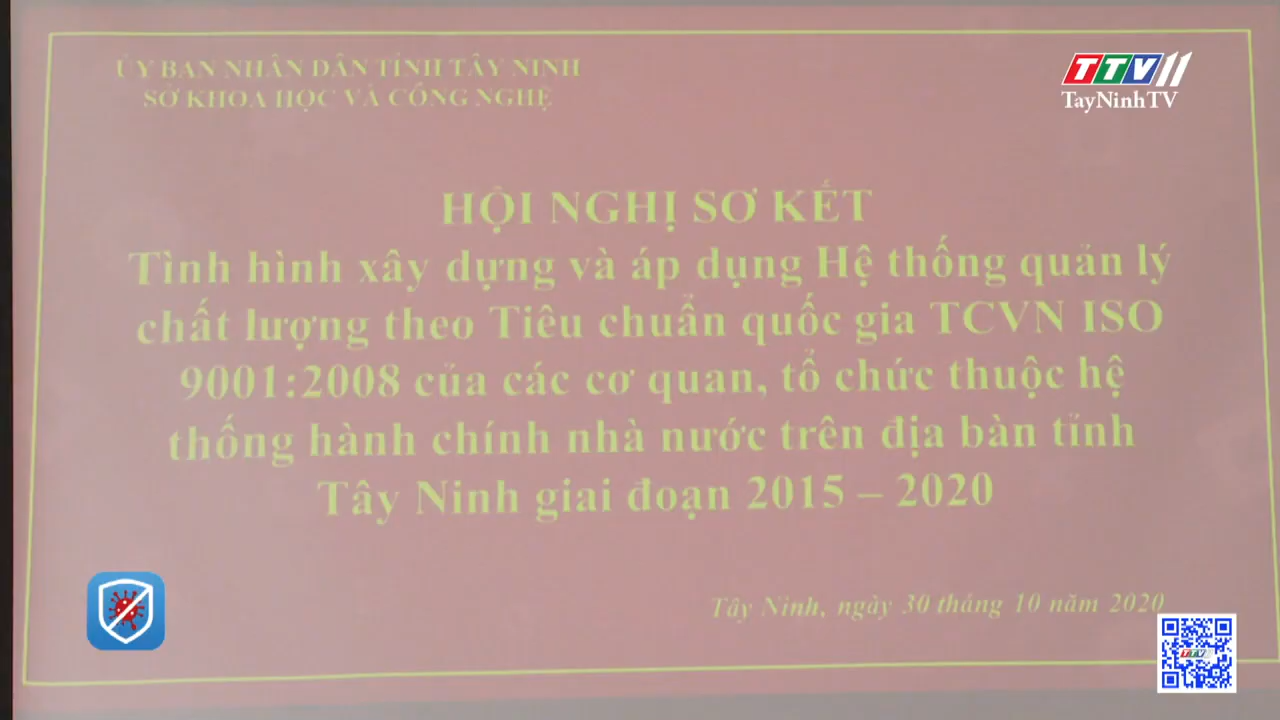 ỦY BAN NHÂN DÂN TỈNH TÂY NINH
SỞ KHOA HỌC VÀ CÔNG NGHỆ
TTV11
TayNinhTV
HỘI NGHỊ SƠ KẾT
Tình hình xây dựng và áp dụng Hệ thống quản lý
chất lượng theo Tiêu chuẩn quốc gia TCVN ISO
9001:2008 của các cơ quan, tổ chức thuộc hệ
thống hành chính nhà nước trên địa bàn tỉnh
Tây Ninh giai đoạn 2015 – 2020
Tây Ninh, ngày 30 tháng 10 năm 2020
TTV